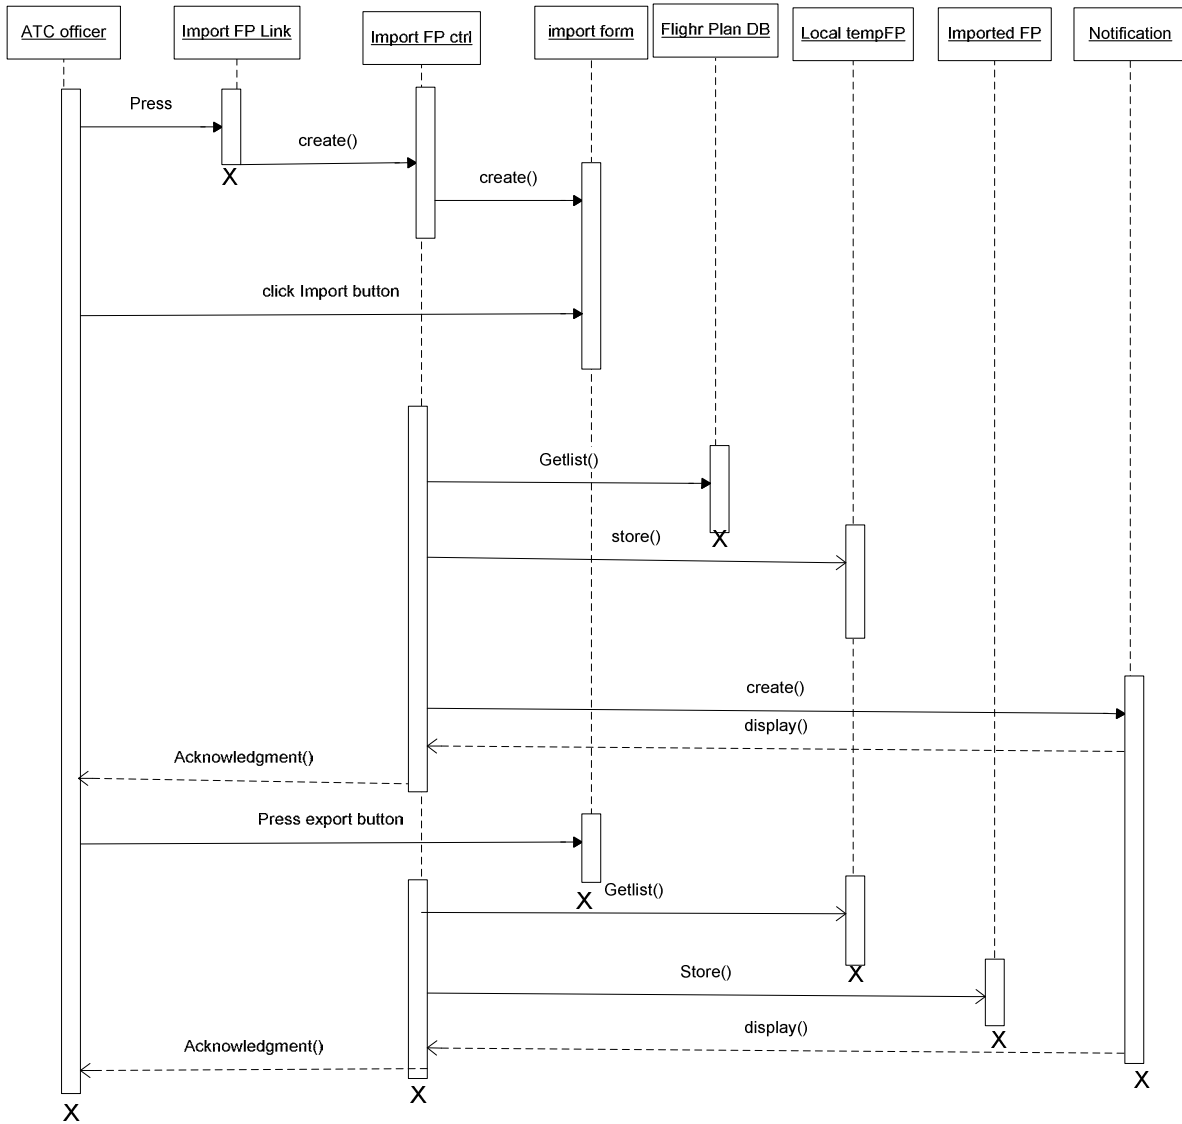 ATC officer
Import FP Link
Import FP ctrl
import form
Flighr Plan DB
Local tempFP
Imported FP
Notification
Press
create()
X
create()
click Import button
Getlist()
X
store()
create()
display()
Acknowledgment()
Press export button
X
Getlist()
X
Store()
X
display()
Acknowledgment()
X
X
X